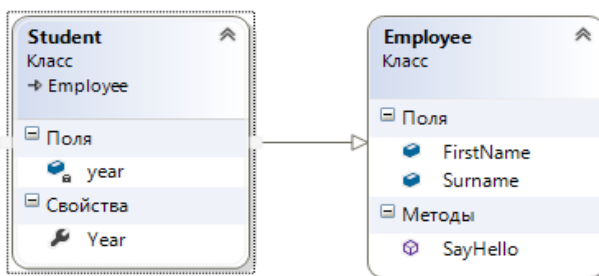 Student
Класс
Employee
Поля
year
Свойства
Year
Employee
Класс
Поля
FirstName
Surname
Методы
SayHello